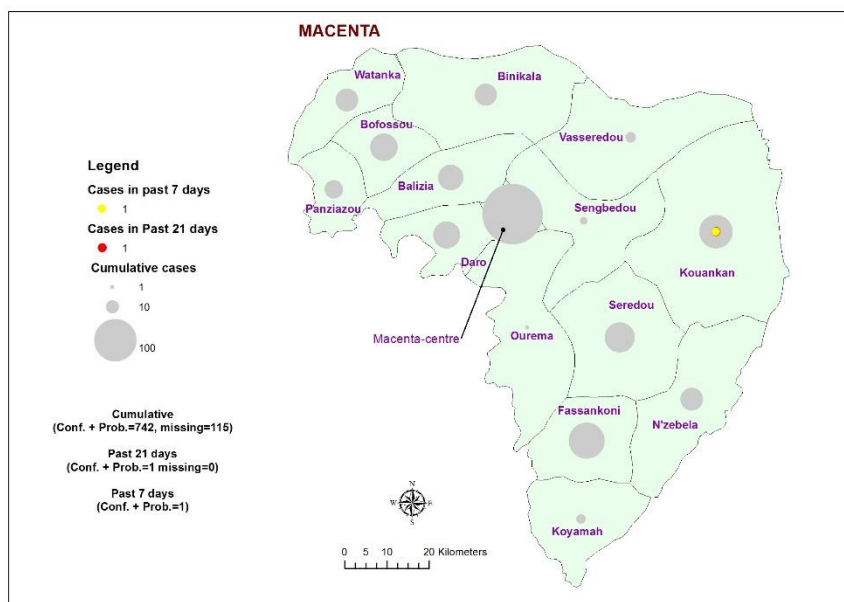 MACENTA
Watanka
Binikala
Bofossou
Vasseredou
Balizia
Panziazou
Sengbedou
Kouankan
Daro
Seredou
Macenta-centre
Ourema
Fassankoni
N'zebela
Koyamah
Legend
Cases in past 7 days
1
Cases in Past 21 days
1
Cumulative cases
1
10
100
Cumulative
(Conf. + Prob.=742, missing=115)
Past 21 days
(Conf. + Prob.=1 missing=0)
Past 7 days
(Conf. + Prob.=1)
N
W E
S
0 5 10 20 Kilometers